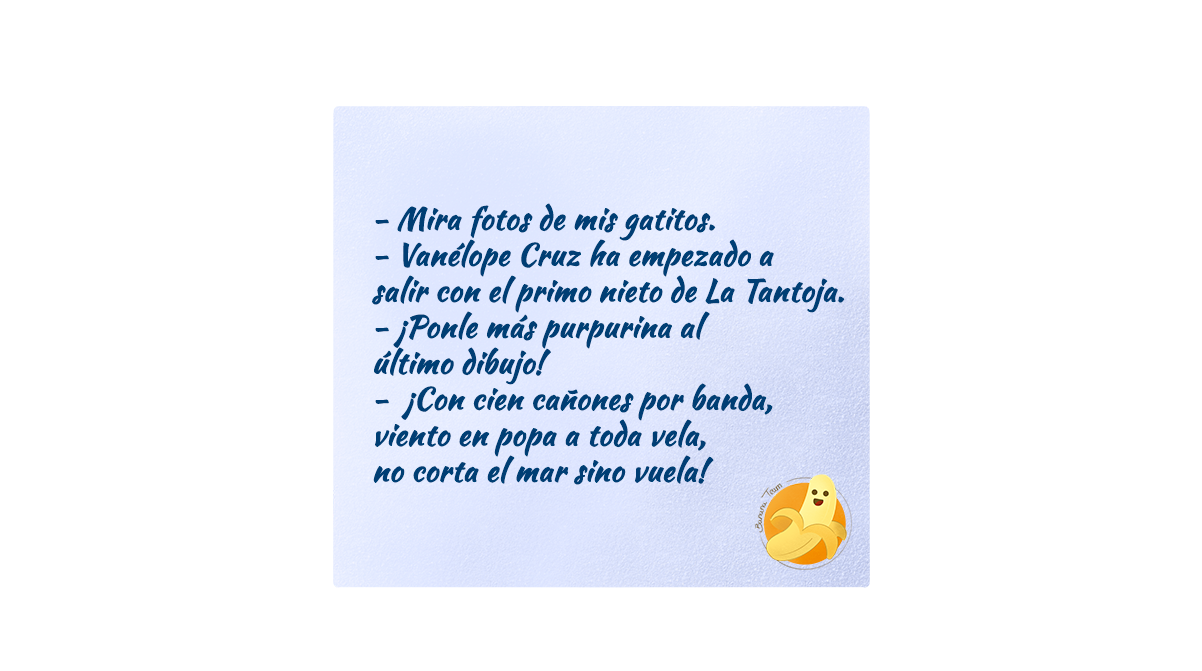 - Mira fotos de mis gatitos.
- Vanélope Cruz ha empezado a
salir con el primo nieto de La Tantoja.
- ¡Ponle más purpurina al
último dibujo!
- ¡Con cien cañones por banda,
viento en popa a toda vela,
no corta el mar sino vuela!
Banana Team